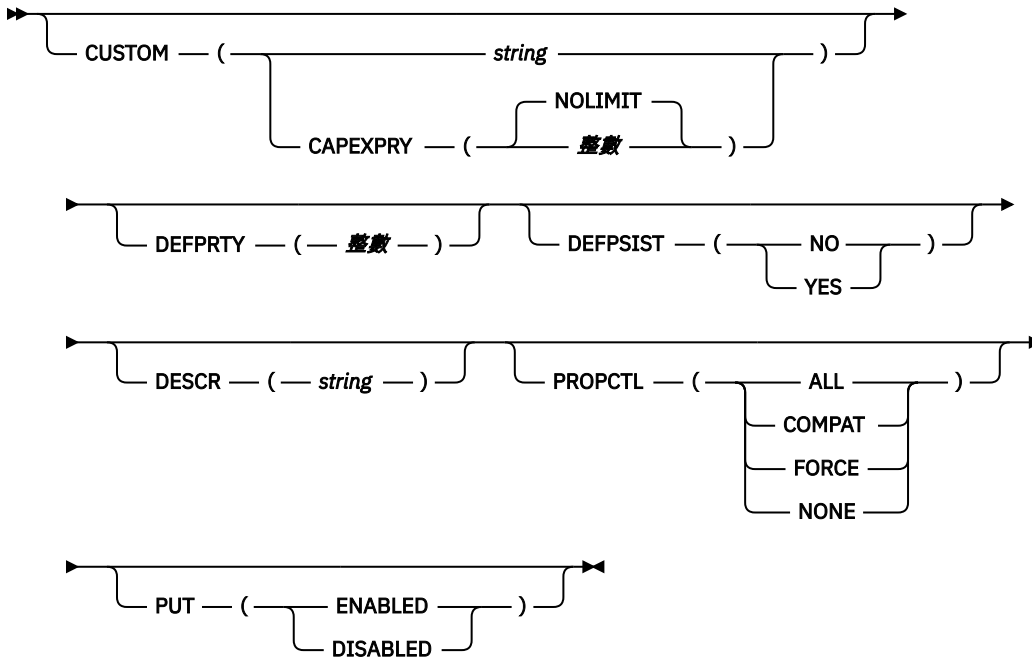 CUSTOM ( string )
NOLIMIT
CAPEXPRY ( 整數 )
DEFPRTY ( 整數 ) DEFPSIST ( NO )
YES
DESCR ( string ) PROPCTL ( ALL )
COMPAT
FORCE
NONE
PUT ( ENABLED )
DISABLED